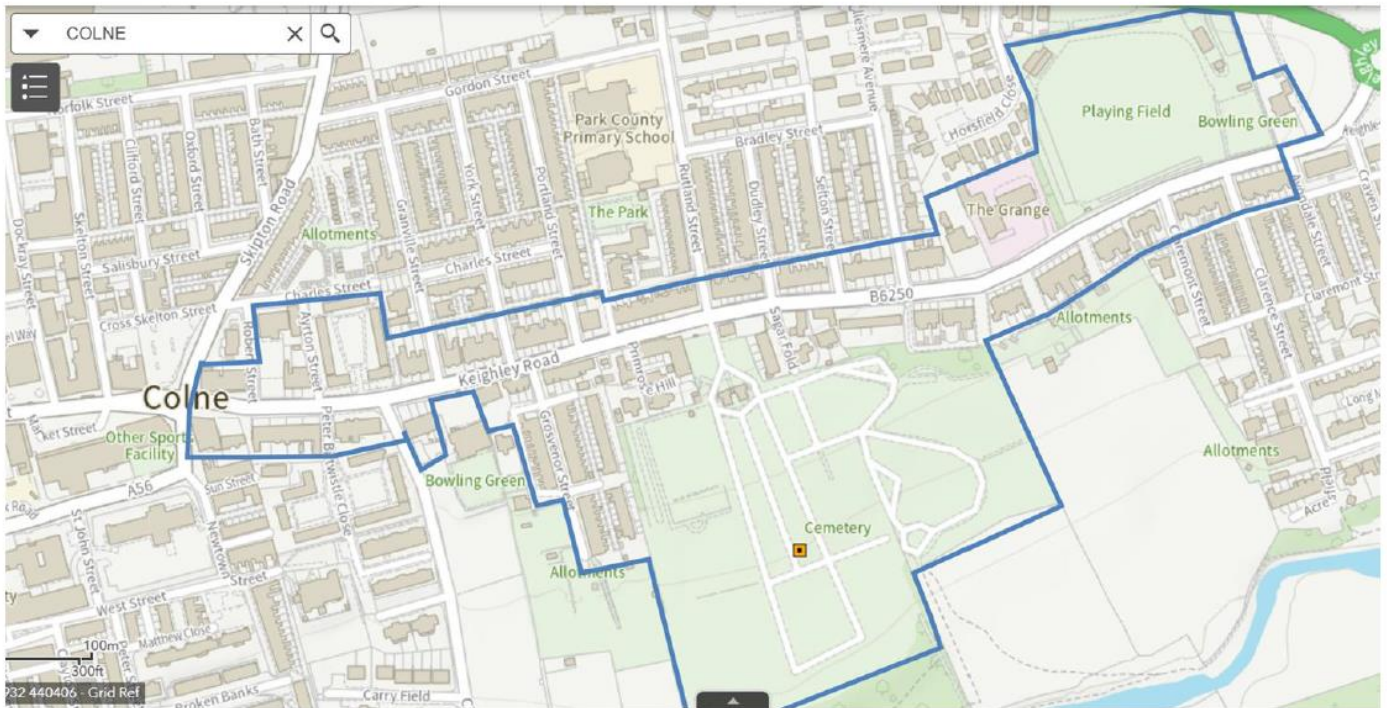 COLNE
Norfolk Street
Clifford Street
Oxford Street
Bath Street
Gordon Street
Park County
Primary School
Bradley Street
Horsfield Close
Playing Field
Bowling Green
Dockray Street
Skelton Street
Skipton Road
Allotments
Granville Street
York Street
Portland Street
The Park
Rutland Street
Dudley Street
Sefton Street
The Grange
Salisbury Street
Charles Street
Charles Street
Cross Skelton Street
Robert Street
Ayrton Street
B6250
Sagar Fold
Allotments
Claremont Street
Clarence Street
Avondale Street
Colne
Keighley Road
Primrose Hill
Other Sport
Facility
A56
Sun Street
Peter Birtwistle Close
Bowling Green
Grosvenor Street
Allotments
Cemetery
Allotments
St John Street
Newtown
Street
West Street
Matthew Close
Carry Field
Broken Banks
100m
300ft
932 440406 - Grid Ref